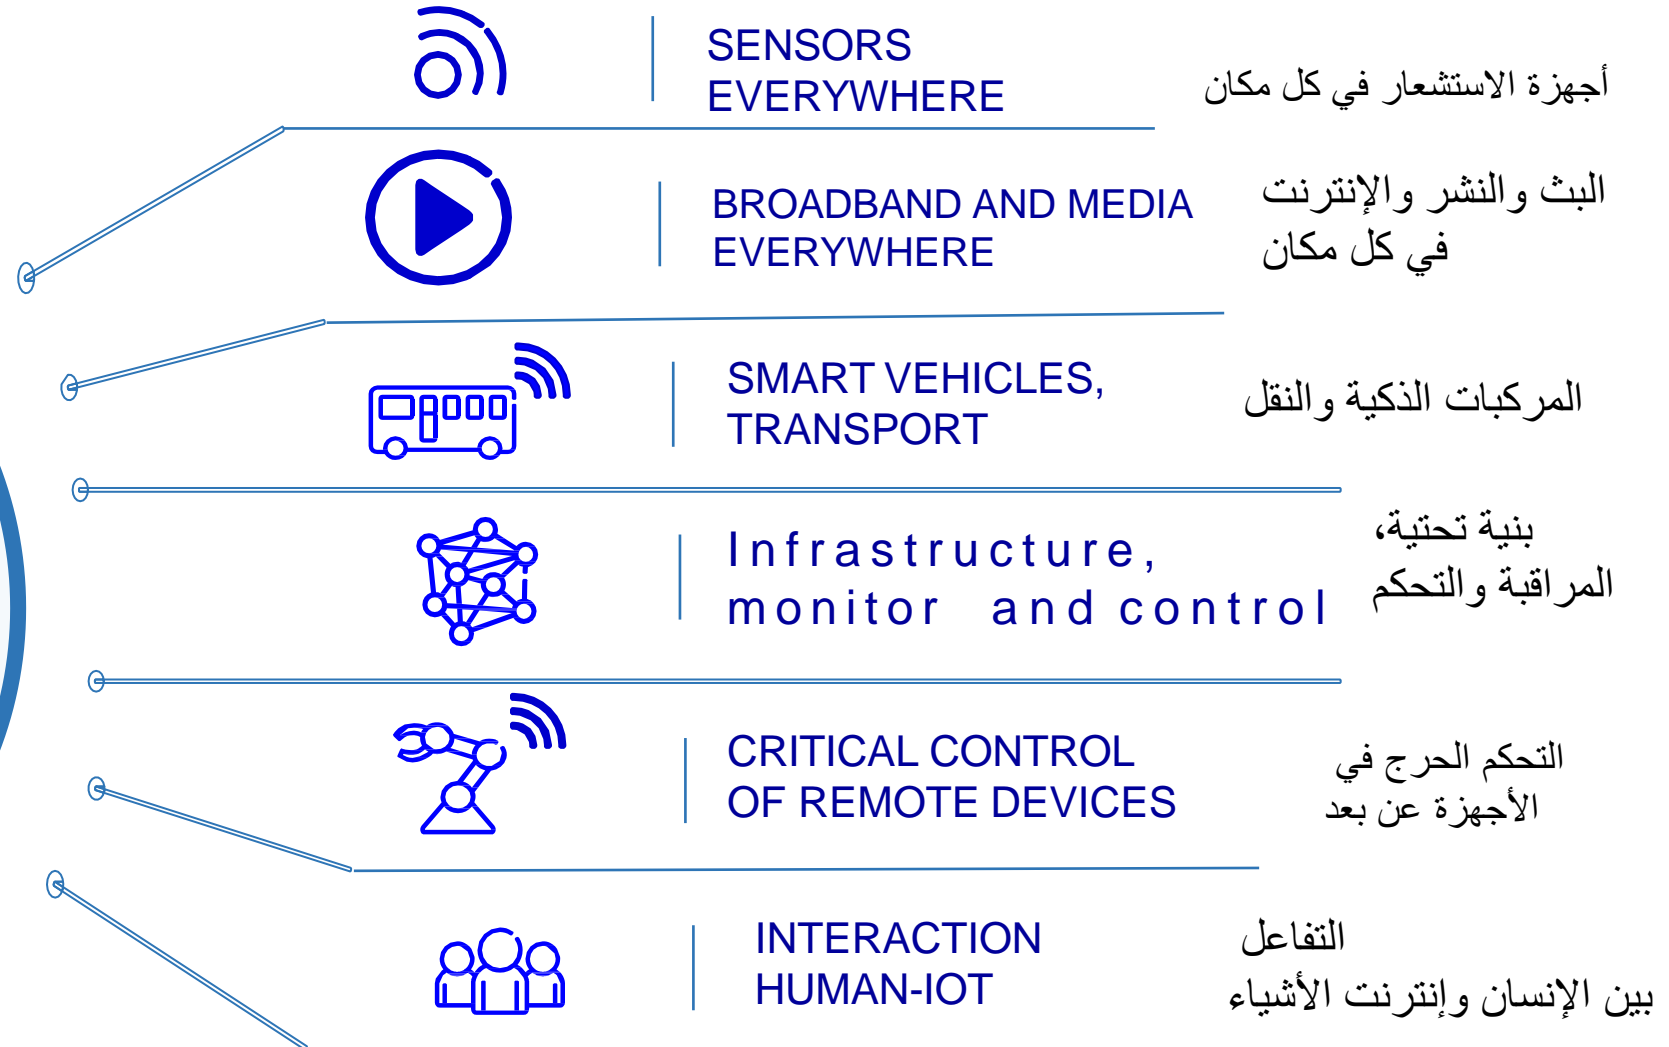 SENSORS
EVERYWHERE
أجهزة الاستشعار في كل مكان
BROADBAND AND MEDIA
EVERYWHERE
البث والنشر والإنترنت
في كل مكان
SMART VEHICLES,
TRANSPORT
المركبات الذكية والنقل
Infrastructure,
monitor and control
بنية تحتية،
المراقبة والتحكم
CRITICAL CONTROL
OF REMOTE DEVICES
التحكم الحرج في
الأجهزة عن بعد
INTERACTION
HUMAN-IOT
التفاعل
بين الإنسان وإنترنت الأشياء